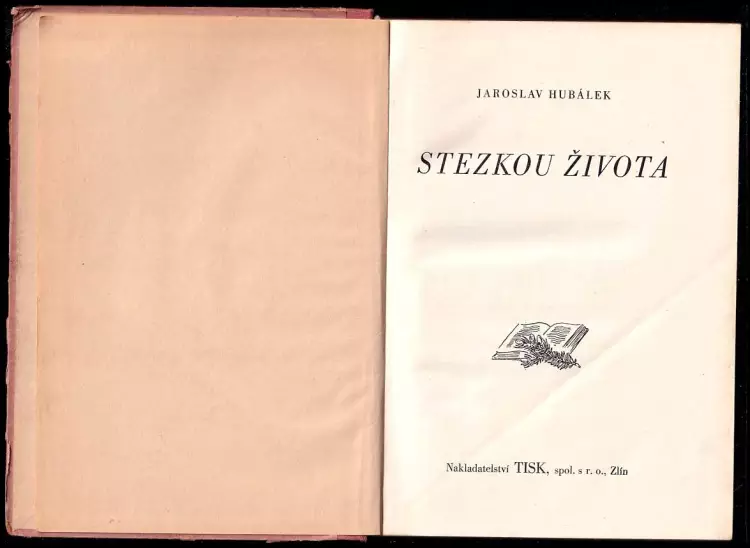 JAROSLAV HUBÁLEK
STEZKOU ŽIVOTA
Nakladatelství TISK, spol. s r. o., Zlín